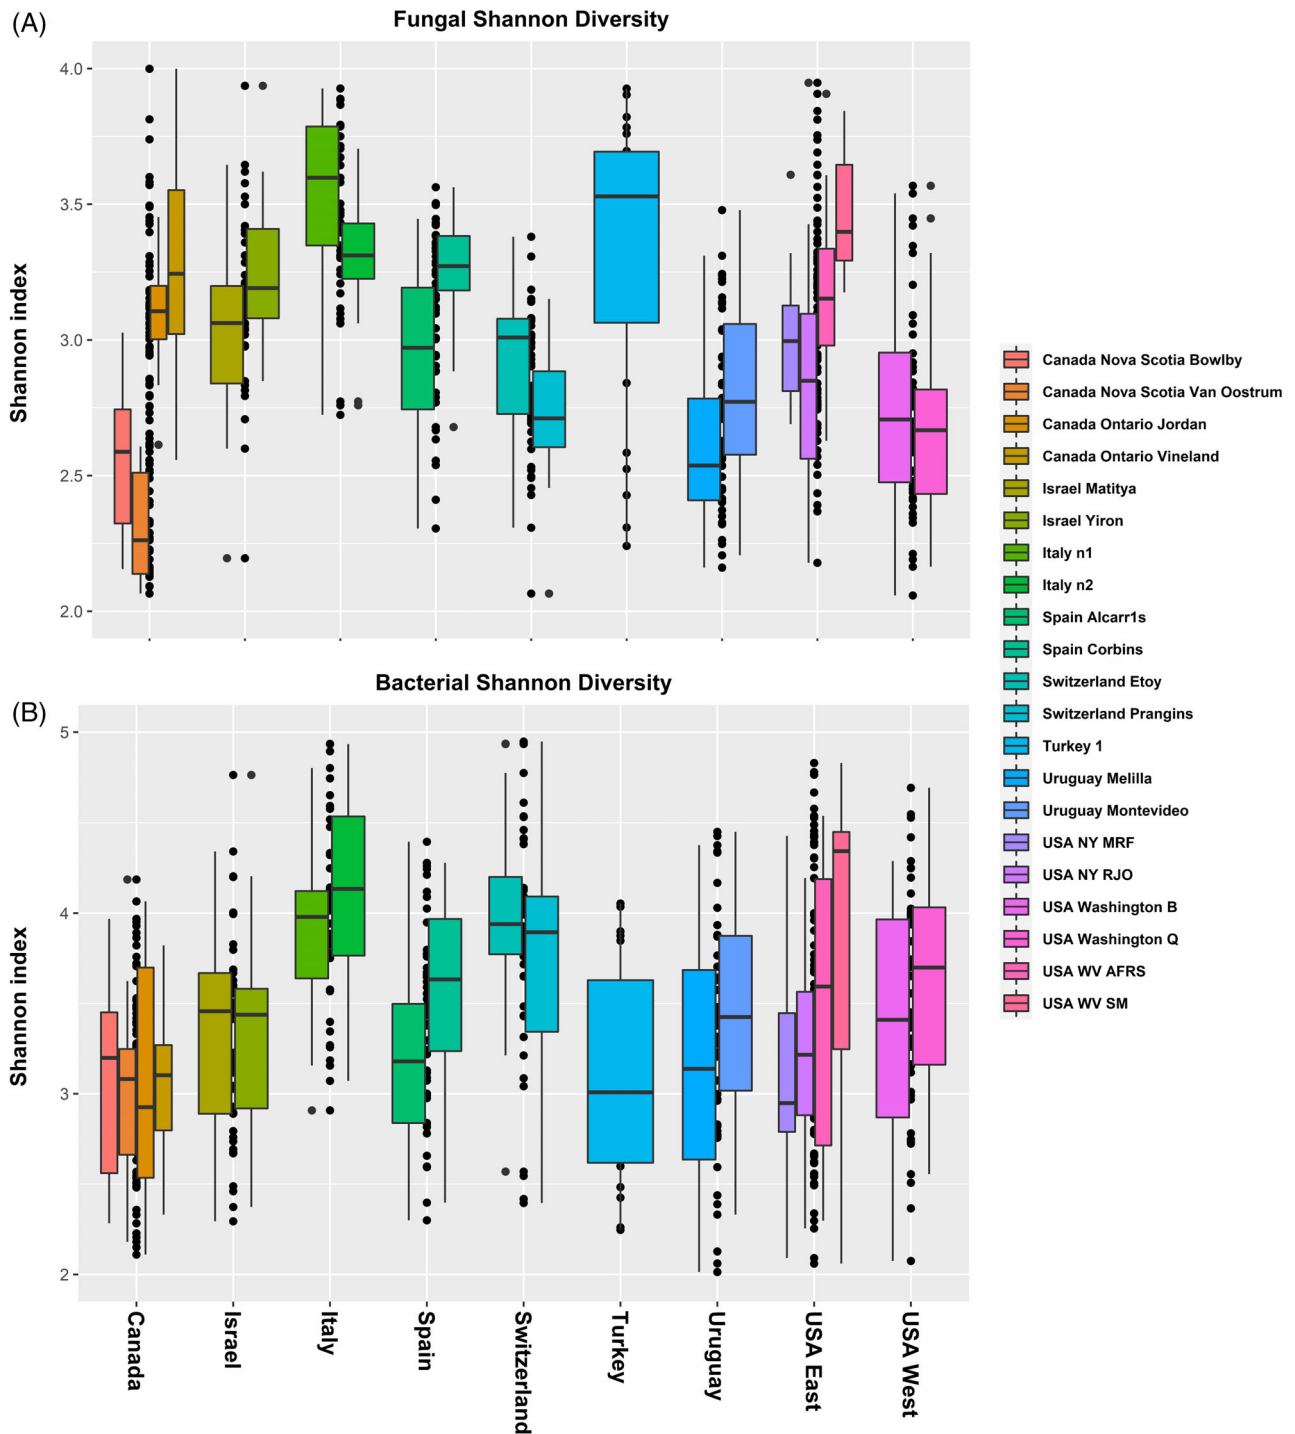 (A)
Fungal Shannon Diversity
4.0
3.5
3.0
2.5
2.0
Shannon index
Canada Nova Scotia Bowlby
Canada Nova Scotia Van Oostrum
Canada Ontario Jordan
Canada Ontario Vineland
Israel Matitya
Israel Yiron
Italy n1
Italy n2
Spain Alcarr1s
Spain Corbins
Switzerland Etoy
Switzerland Prangins
Turkey 1
Uruguay Melilla
Uruguay Montevideo
USA NY MRF
USA NY RJO
USA Washington B
USA Washington Q
USA WV AFRS
USA WV SM
(B)
Bacterial Shannon Diversity
5
4
3
2
Shannon index
Canada
Israel
Italy
Spain
Switzerland
Turkey
Uruguay
USA East
USA West